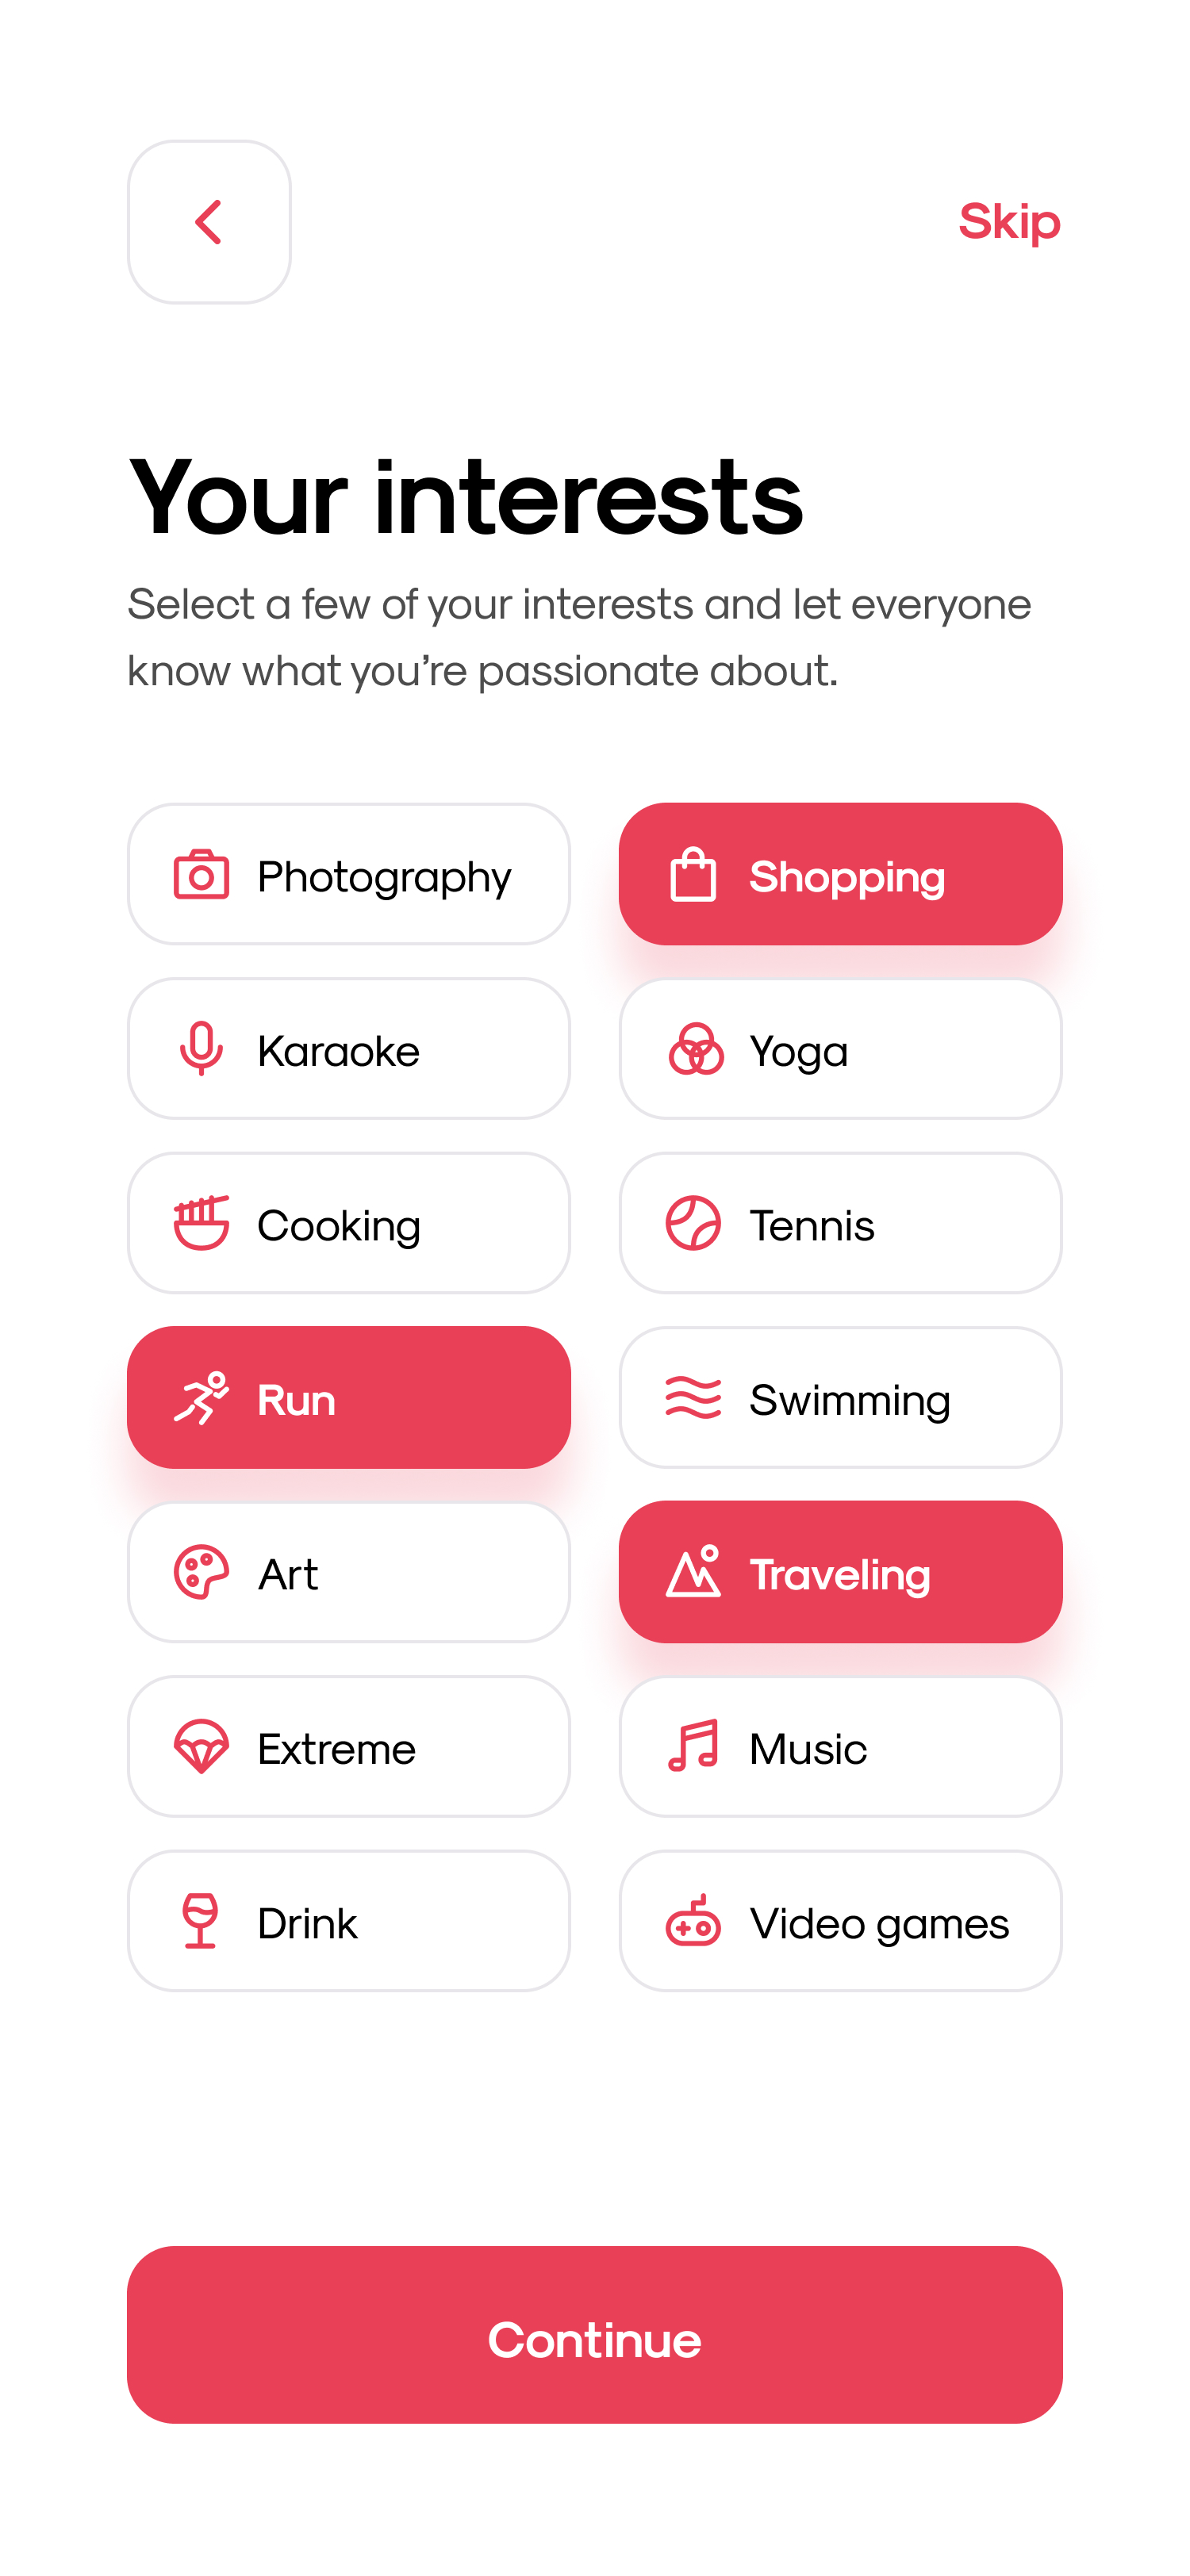 Skip
Your interests
Select a few of your interests and let everyone
know what you’re passionate about.
Photography
Shopping
Karaoke
Yoga
Cooking
Tennis
Run
Swimming
Art
Traveling
Extreme
Music
Drink
Video games
Continue